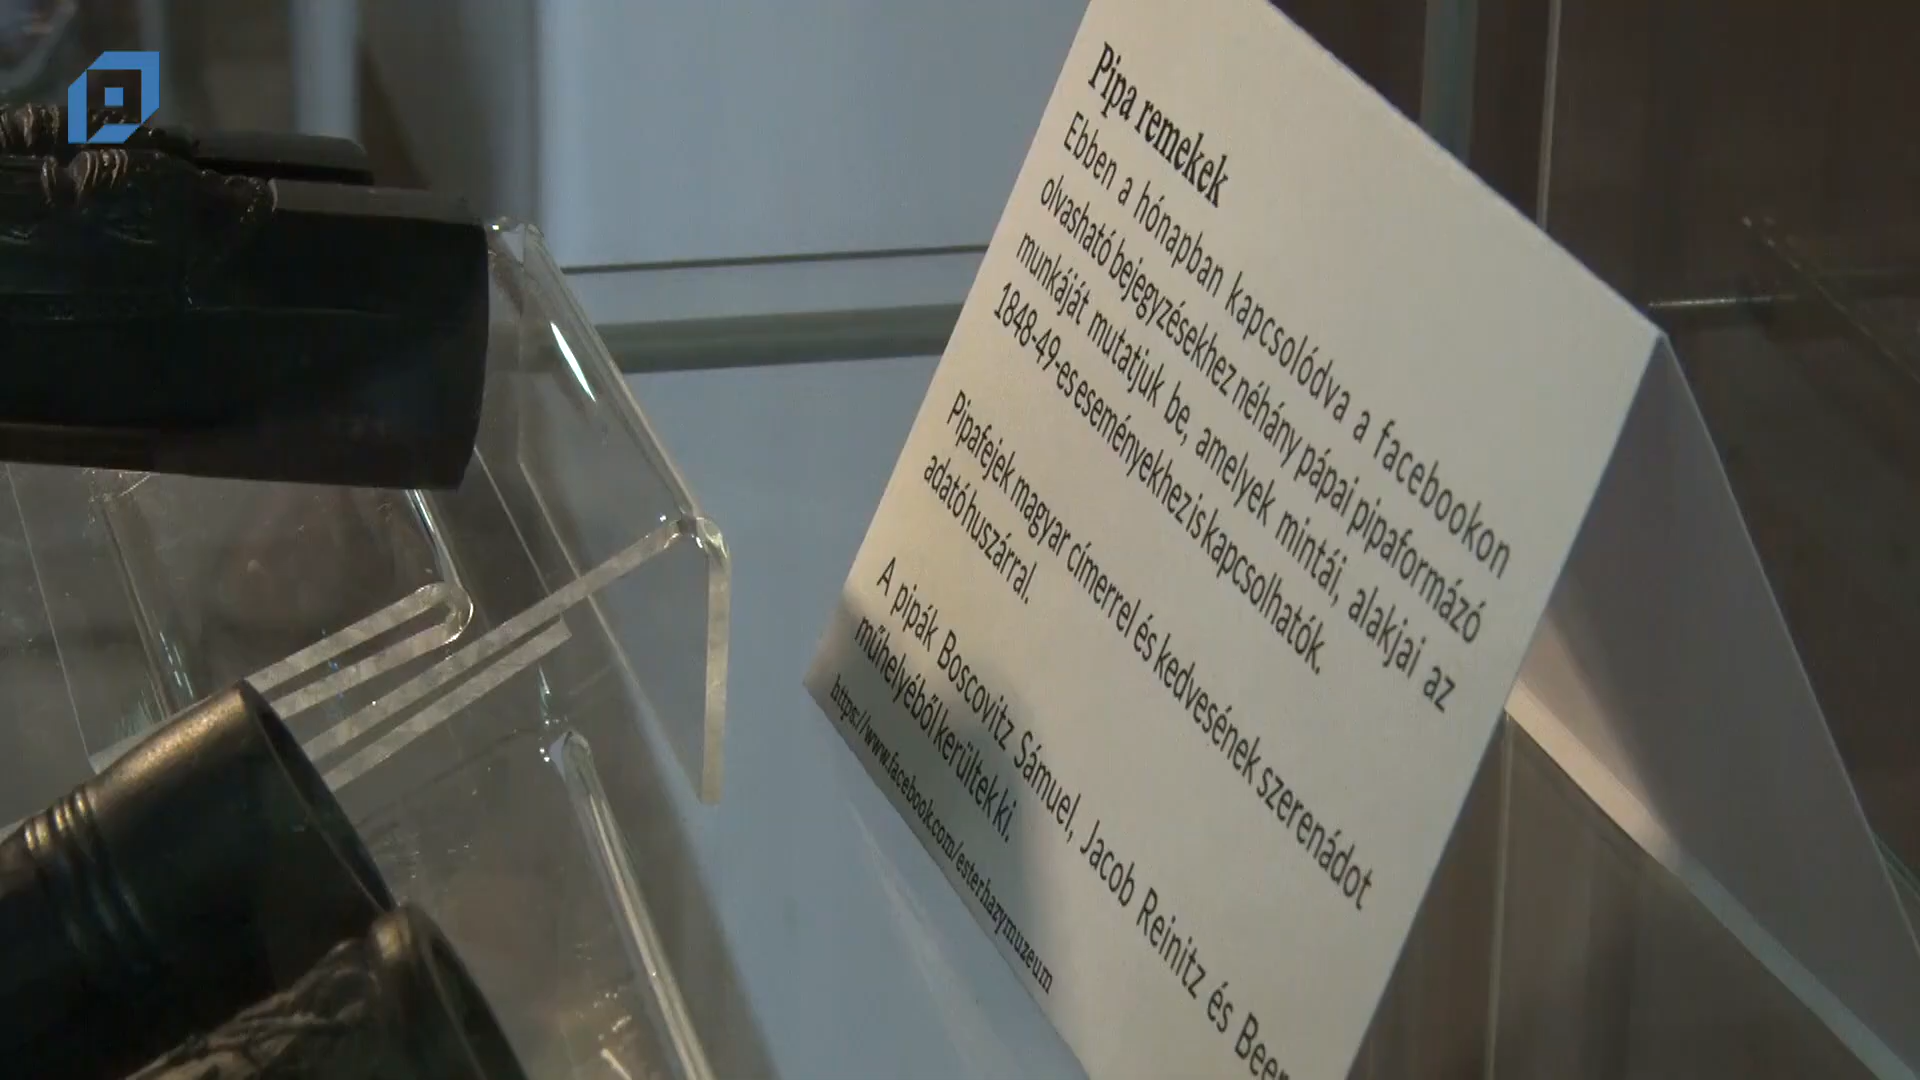 Pipa remekek
Ebben a hónapban kapcsolódva a facebookon
olvasható bejegyzésekhez néhány pápai pipaformázó
munkáját mutatjuk be, amelyek mintái, alakjai az
1848-49-es eseményekhez is kapcsolhatók.
Pipafejek magyar címerrel és kedvesének szerenádot
adató huszárral.
A pipák Boscovitz Sámuel, Jacob Reinitz és Beer
műhelyéből kerültek ki.
https://www.facebook.com/esterhazymuzeum